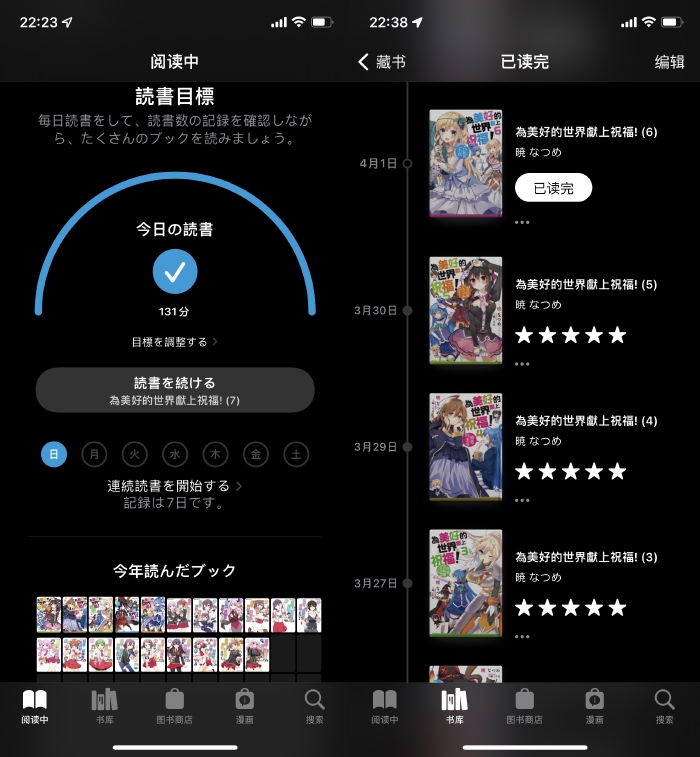 22:23
阅读中
読書目標
毎日読書をして、読書数の記録を確認しなが
ら、たくさんのブックを読みましょう。
今日の読書
131分
目標を調整する
読書を続ける
為美好的世界獻上祝福! (7)
日 月 火 水 木 金 土
連続読書を開始する
記録は7日です。
今年読んだブック
阅读中 书库 图书商店 漫画 搜索
22:38
藏书 已读完 编辑
4月1日
為美好的世界獻上祝福! (6)
暁 なつめ
已读完
3月30日
為美好的世界獻上祝福! (5)
暁 なつめ
3月29日
為美好的世界獻上祝福! (4)
暁 なつめ
3月27日
為美好的世界獻上祝福! (3)
暁 なつめ
阅读中 书库 图书商店 漫画 搜索